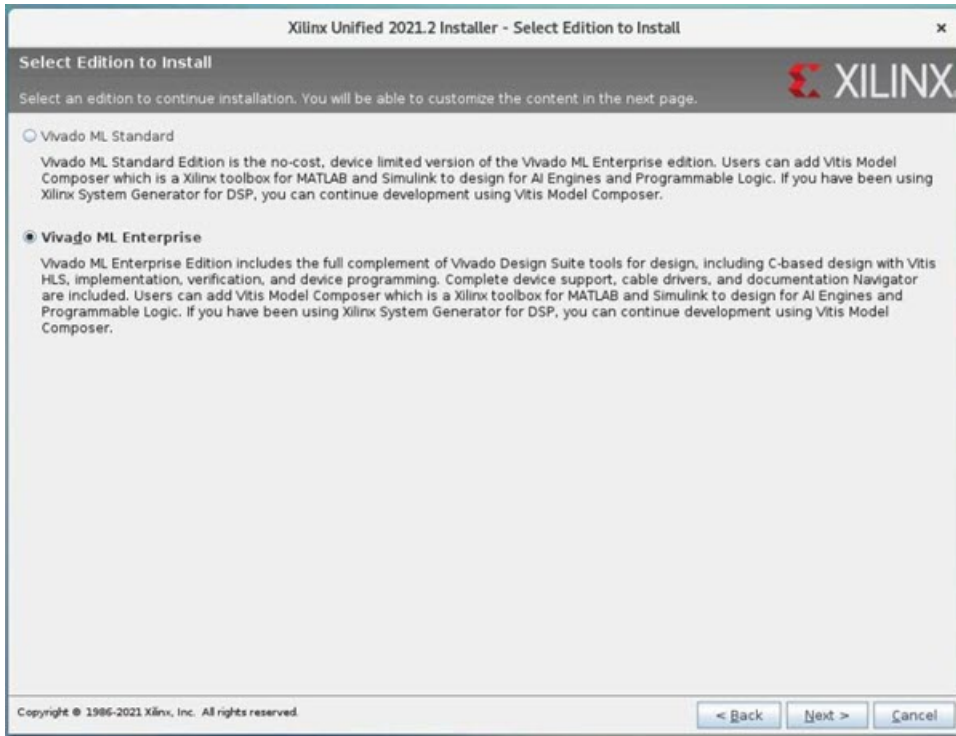 Xilinx Unified 2021.2 Installer - Select Edition to Install
Select Edition to Install
Select an edition to continue installation. You will be able to customize the content in the next page.
XILINX
Vivado ML Standard
Vivado ML Standard Edition is the no-cost, device limited version of the Vivado ML Enterprise edition. Users can add Vitis Model
Composer which is a Xilinx toolbox for MATLAB and Simulink to design for AI Engines and Programmable Logic. If you have been using
Xilinx System Generator for DSP, you can continue development using Vitis Model Composer.
Vivado ML Enterprise
Vivado ML Enterprise Edition includes the full complement of Vivado Design Suite tools for design, including C-based design with Vitis
HLS, implementation, verification, and device programming. Complete device support, cable drivers, and documentation Navigator
are included. Users can add Vitis Model Composer which is a Xilinx toolbox for MATLAB and Simulink to design for AI Engines and
Programmable Logic. If you have been using Xilinx System Generator for DSP, you can continue development using Vitis Model
Composer.
Copyright © 1986-2021 Xilinx, Inc. All rights reserved.
< Back
Next >
Cancel